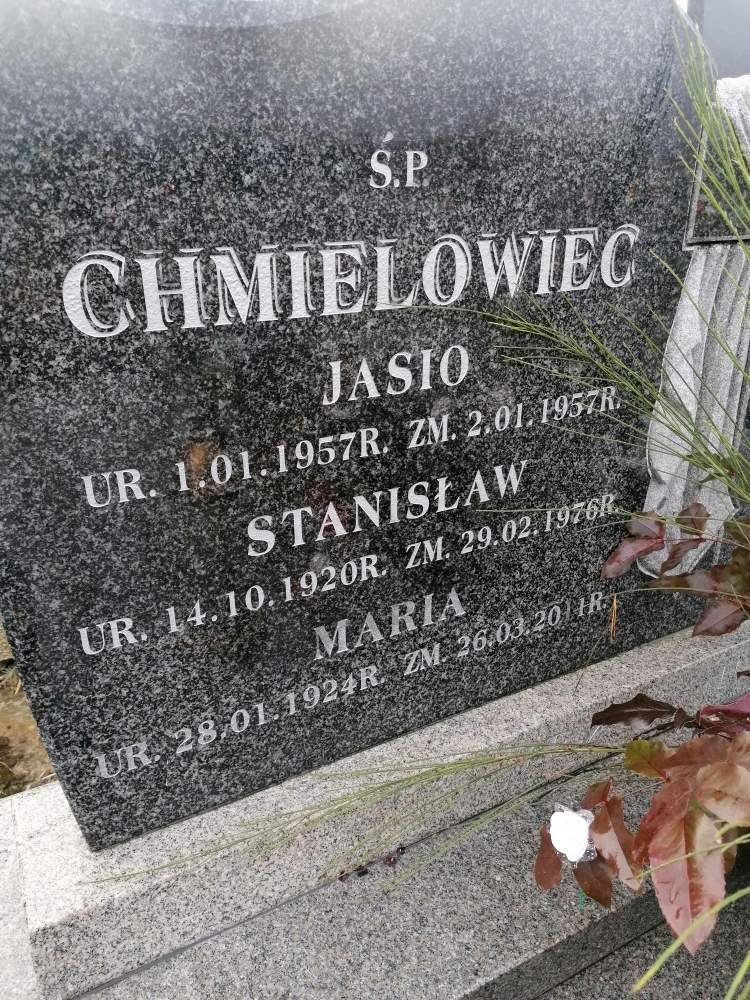 Ś.P.
CHMIELOWIEC
JASIO
UR. 1.01.1957R. ZM. 2.01.1957R.
STANISŁAW
UR. 14.10.1920R. ZM. 29.02.1976R.
MARIA
UR. 28.01.1924R. ZM. 26.03.2011R.